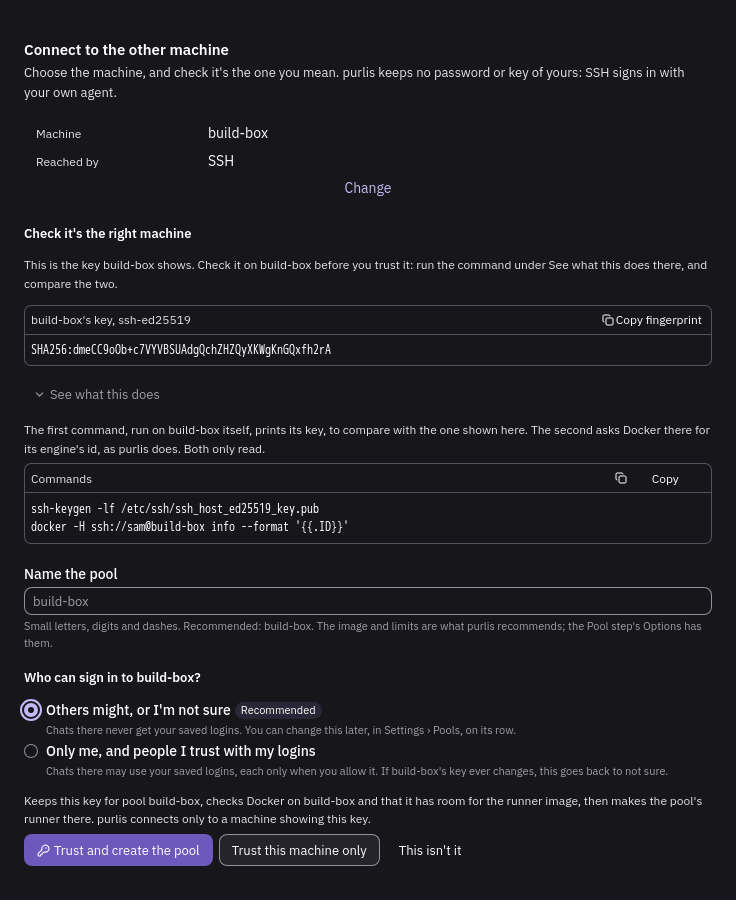 Connect to the other machine
Choose the machine, and check it's the one you mean. purlis keeps no password or key of yours: SSH signs in with
your own agent.
Machine build-box
Reached by SSH
Change
Check it's the right machine
This is the key build-box shows. Check it on build-box before you trust it: run the command under See what this does there, and
compare the two.
build-box's key, ssh-ed25519 Copy fingerprint
SHA256:dmeCC9oOb+c7VYVBSUAdgQchZHZQyXKWgKnGQxfh2rA
See what this does
The first command, run on build-box itself, prints its key, to compare with the one shown here. The second asks Docker there for
its engine's id, as purlis does. Both only read.
Commands Copy
ssh-keygen -lf /etc/ssh/ssh_host_ed25519_key.pub
docker -H ssh://sam@build-box info --format '{{.ID}}'
Name the pool
build-box
Small letters, digits and dashes. Recommended: build-box. The image and limits are what purlis recommends; the Pool step's Options has
them.
Who can sign in to build-box?
Others might, or I'm not sure Recommended
Chats there never get your saved logins. You can change this later, in Settings › Pools, on its row.
Only me, and people I trust with my logins
Chats there may use your saved logins, each only when you allow it. If build-box's key ever changes, this goes back to not sure.
Keeps this key for pool build-box, checks Docker on build-box and that it has room for the runner image, then makes the pool's
runner there. purlis connects only to a machine showing this key.
Trust and create the pool Trust this machine only This isn't it